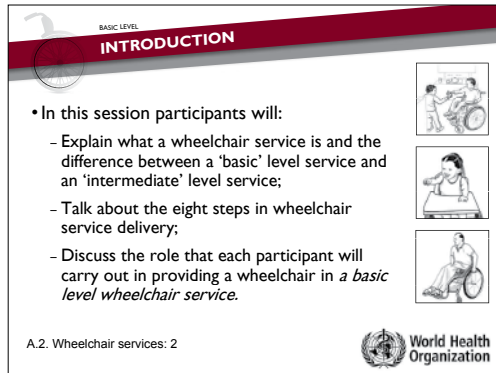 BASIC LEVEL
INTRODUCTION
• In this session participants will:
– Explain what a wheelchair service is and the
difference between a ‘basic’ level service and
an ‘intermediate’ level service;
– Talk about the eight steps in wheelchair
service delivery;
– Discuss the role that each participant will
carry out in providing a wheelchair in a basic
level wheelchair service.
A.2. Wheelchair services: 2
World Health
Organization